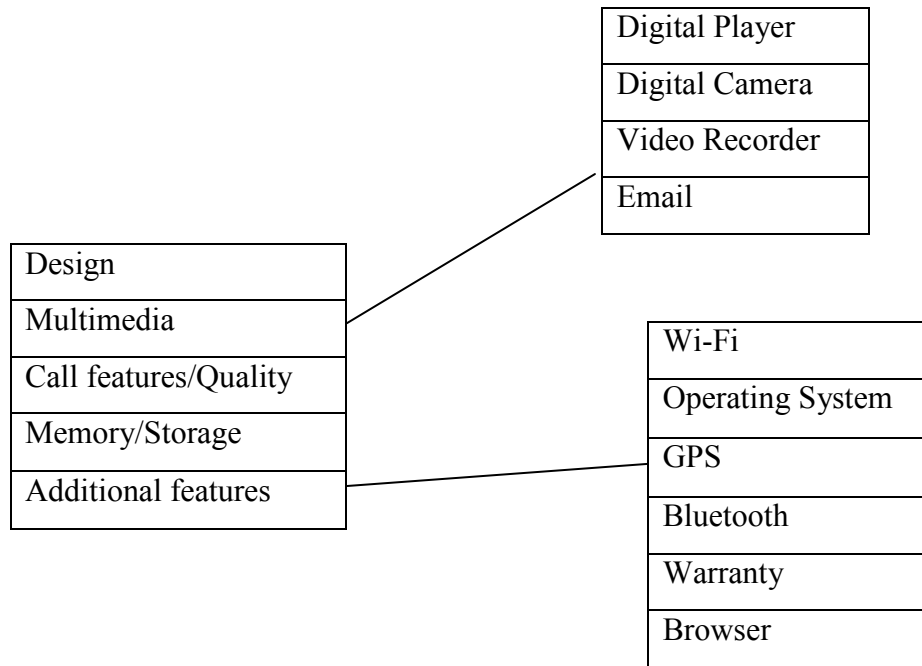 Digital Player
Digital Camera
Video Recorder
Email
Design
Multimedia
Call features/Quality
Memory/Storage
Additional features
Wi-Fi
Operating System
GPS
Bluetooth
Warranty
Browser